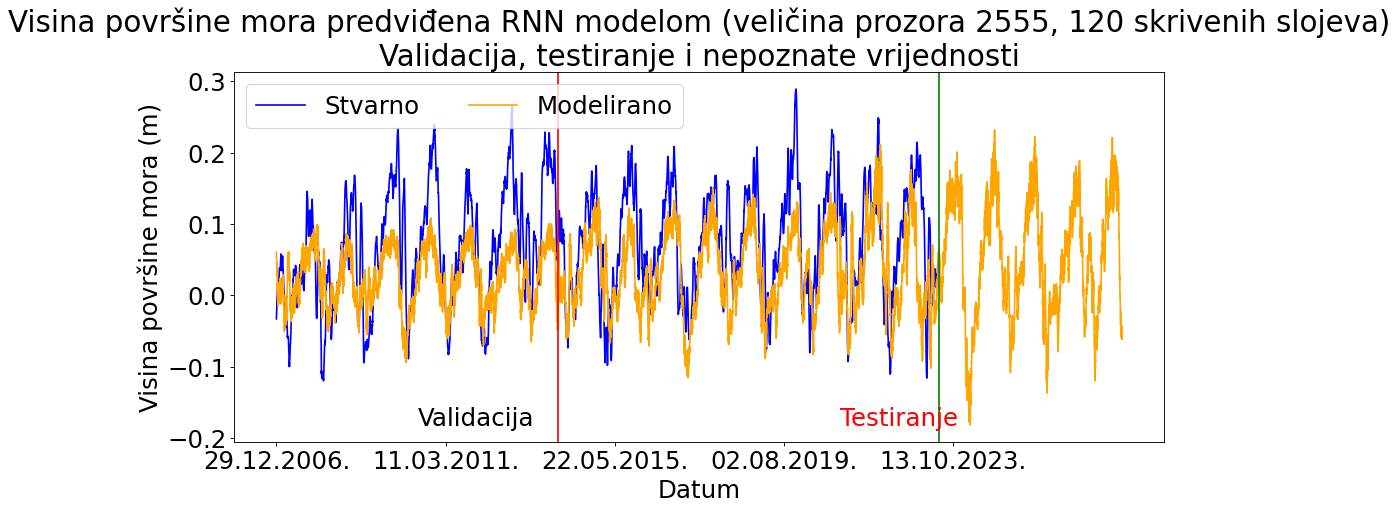 Visina površine mora predviđena RNN modelom (veličina prozora 2555, 120 skrivenih slojeva)
Validacija, testiranje i nepoznate vrijednosti
Stvarno
Modelirano
Visina površine mora (m)
0.3
0.2
0.1
0.0
−0.1
−0.2
Validacija
Testiranje
29.12.2006.
11.03.2011.
22.05.2015.
02.08.2019.
13.10.2023.
Datum